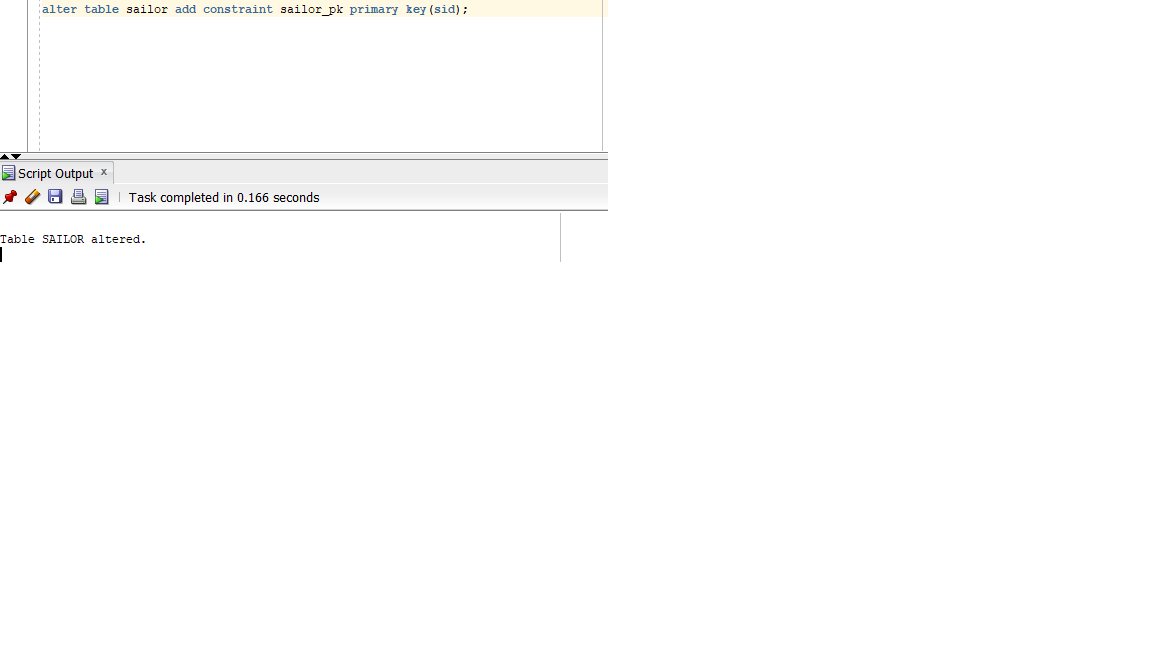 alter table sailor add constraint sailor_pk primary key(sid);
Script Output x
Task completed in 0.166 seconds
Table SAILOR altered.